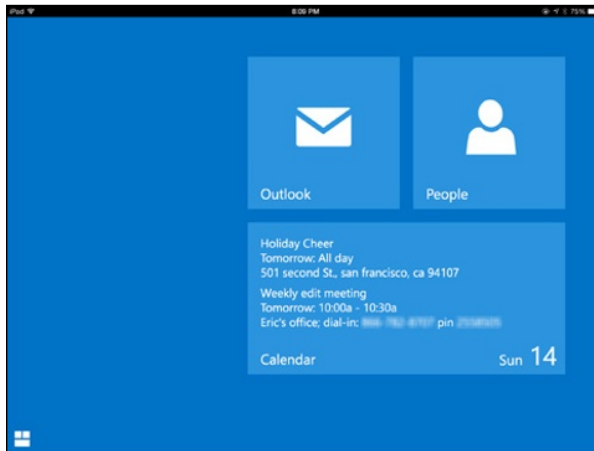 iPad 8:09 PM 75%
Outlook People
Holiday Cheer
Tomorrow: All day
501 second St., san francisco, ca 94107
Weekly edit meeting
Tomorrow: 10:00a - 10:30a
Eric's office; dial-in: pin
Calendar Sun 14